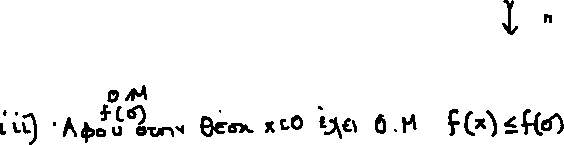 η
Ο.Μ
f(0)
iii) Αφού στην θέση x=0 έχει Ο.Μ f(x)≤f(0)